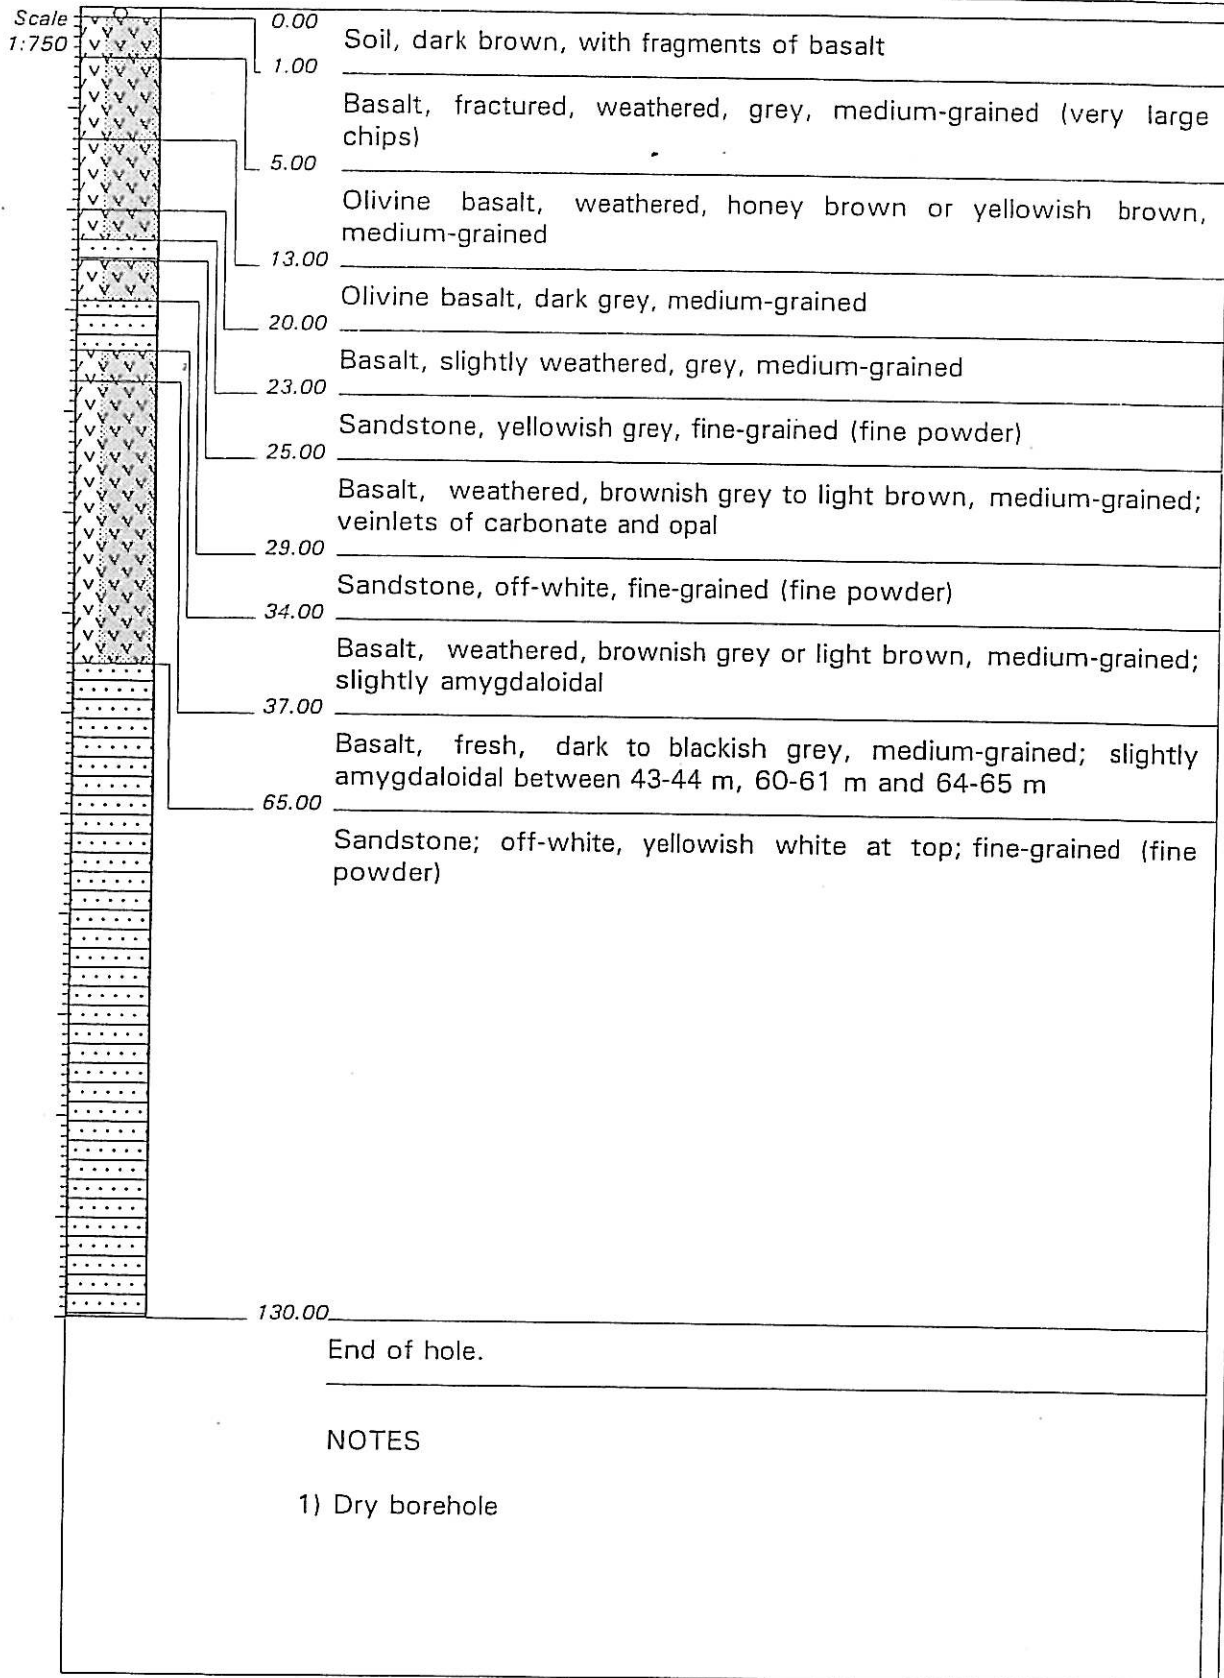 Scale
1:750
0.00
Soil, dark brown, with fragments of basalt
1.00
Basalt, fractured, weathered, grey, medium-grained (very large
chips)
5.00
Olivine basalt, weathered, honey brown or yellowish brown,
medium-grained
13.00
Olivine basalt, dark grey, medium-grained
20.00
Basalt, slightly weathered, grey, medium-grained
23.00
Sandstone, yellowish grey, fine-grained (fine powder)
25.00
Basalt, weathered, brownish grey to light brown, medium-grained;
veinlets of carbonate and opal
29.00
Sandstone, off-white, fine-grained (fine powder)
34.00
Basalt, weathered, brownish grey or light brown, medium-grained;
slightly amygdaloidal
37.00
Basalt, fresh, dark to blackish grey, medium-grained; slightly
amygdaloidal between 43-44 m, 60-61 m and 64-65 m
65.00
Sandstone; off-white, yellowish white at top; fine-grained (fine
powder)
130.00
End of hole.
NOTES
1) Dry borehole